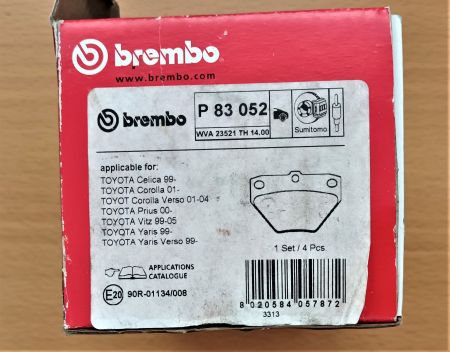 brembo
www.brembo.com
brembo
P 83 052
WVA 23521 TH 14.00
Sumitomo
applicable for:
TOYOTA Celica 99-
TOYOTA Corolla 01-
TOYOT Corolla Verso 01-04
TOYOTA Prius 00-
TOYOTA Vitz 99-05
TOYOTA Yaris 99-
TOYOTA Yaris Verso 99-
1 Set / 4 Pcs.
APPLICATIONS
CATALOGUE
E20 90R-01134/008
8 020584 057872
3313